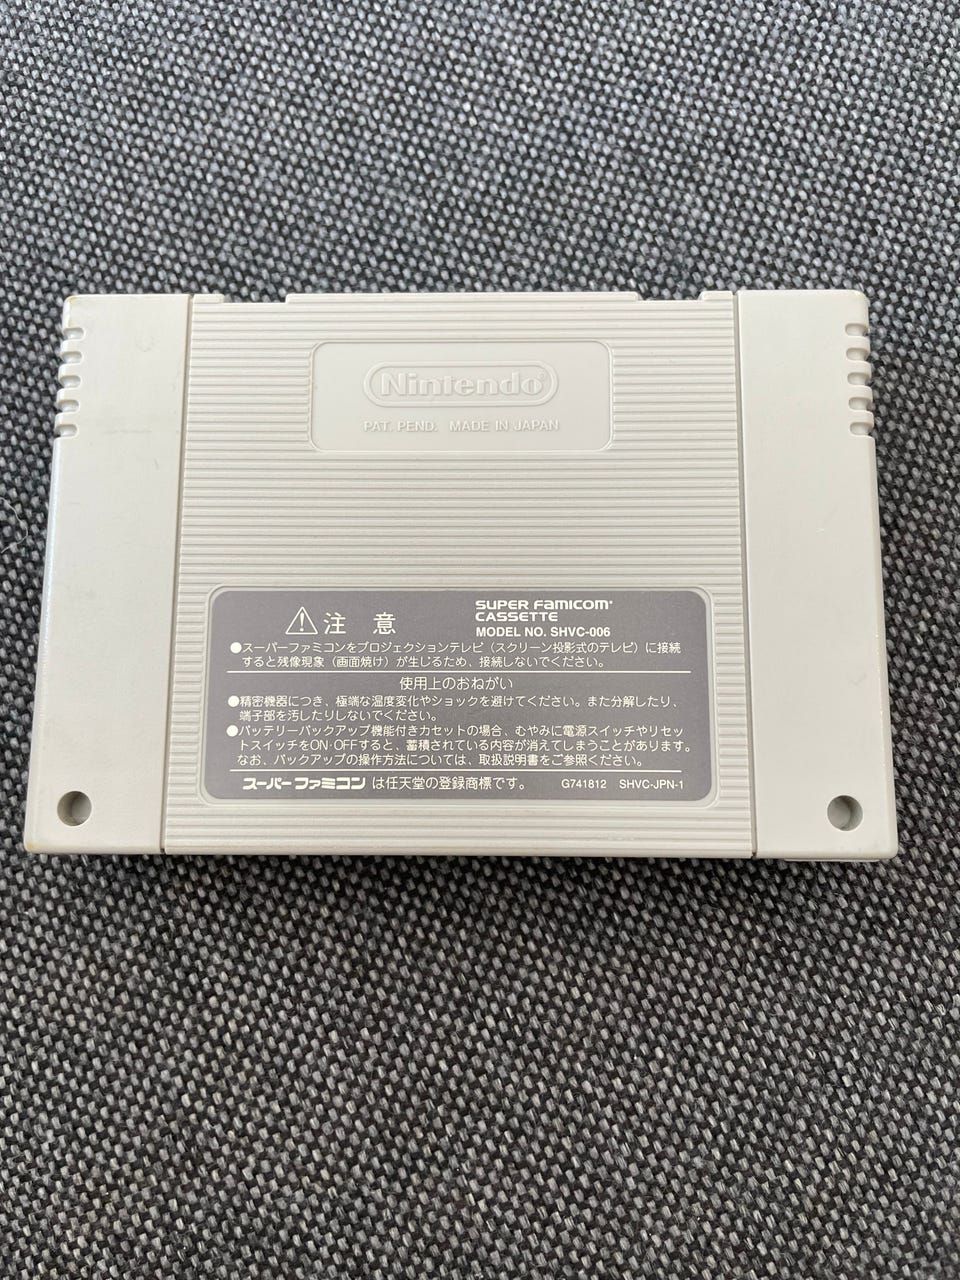 Nintendo®
PAT. PEND. MADE IN JAPAN
⚠注 意
SUPER FAMICOM®
CASSETTE
MODEL NO. SHVC-006
●スーパーファミコンをプロジェクションテレビ(スクリーン投影式のテレビ)に接続
すると残像現象(画面焼け)が生じるため、接続しないでください。
使用上のおねがい
●精密機器につき、極端な温度変化やショックを避けてください。また分解したり、
端子部を汚したりしないでください。
●バッテリーバックアップ機能付きカセットの場合、むやみに電源スイッチやリセッ
トスイッチをON・OFFすると、蓄積されている内容が消えてしまうことがあります。
なお、バックアップの操作方法については、取扱説明書をご参照ください。
スーパーファミコン は任天堂の登録商標です。 G741812 SHVC-JPN-1